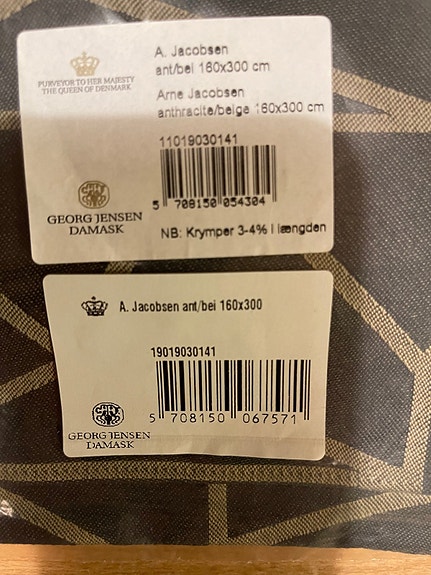 A. Jacobsen
ant/bei 160x300 cm
PURVEYOR TO HER MAJESTY
THE QUEEN OF DENMARK
Arne Jacobsen
anthracite/beige 160x300 cm
11019030141
5 708150 054304
GEORG JENSEN
DAMASK
NB: Krymper 3-4% i længden
A. Jacobsen ant/bei 160x300
19019030141
5 708150 067571
GEORG JENSEN
DAMASK